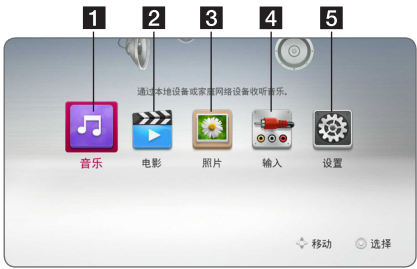 1 2 3 4 5
通过本地设备或家庭网络设备收听音乐。
音乐 电影 照片 输入 设置
移动 选择